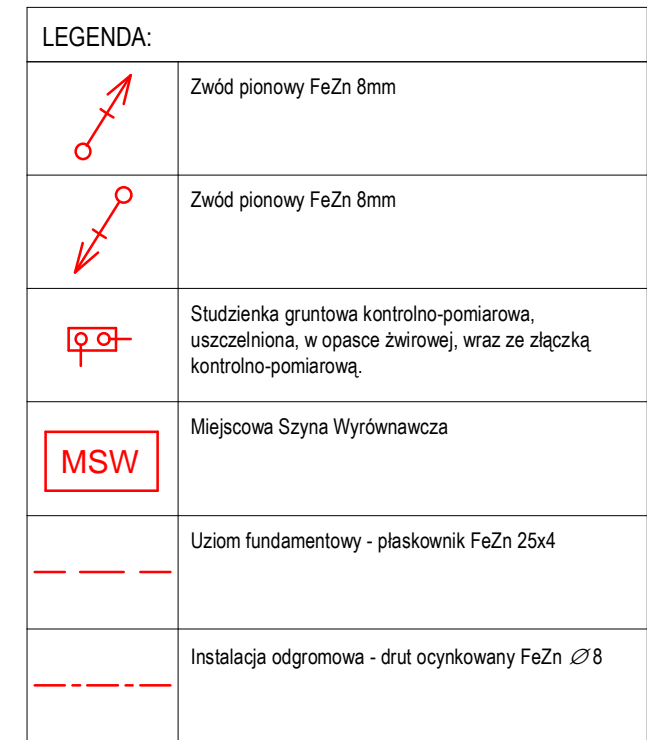 LEGENDA:
Zwód pionowy FeZn 8mm
Zwód pionowy FeZn 8mm
Studzienka gruntowa kontrolno-pomiarowa,
uszczelniona, w opasce żwirowej, wraz ze złączką
kontrolno-pomiarową.
MSW
Miejscowa Szyna Wyrównawcza
Uziom fundamentowy - płaskownik FeZn 25x4
Instalacja odgromowa - drut ocynkowany FeZn ∅8